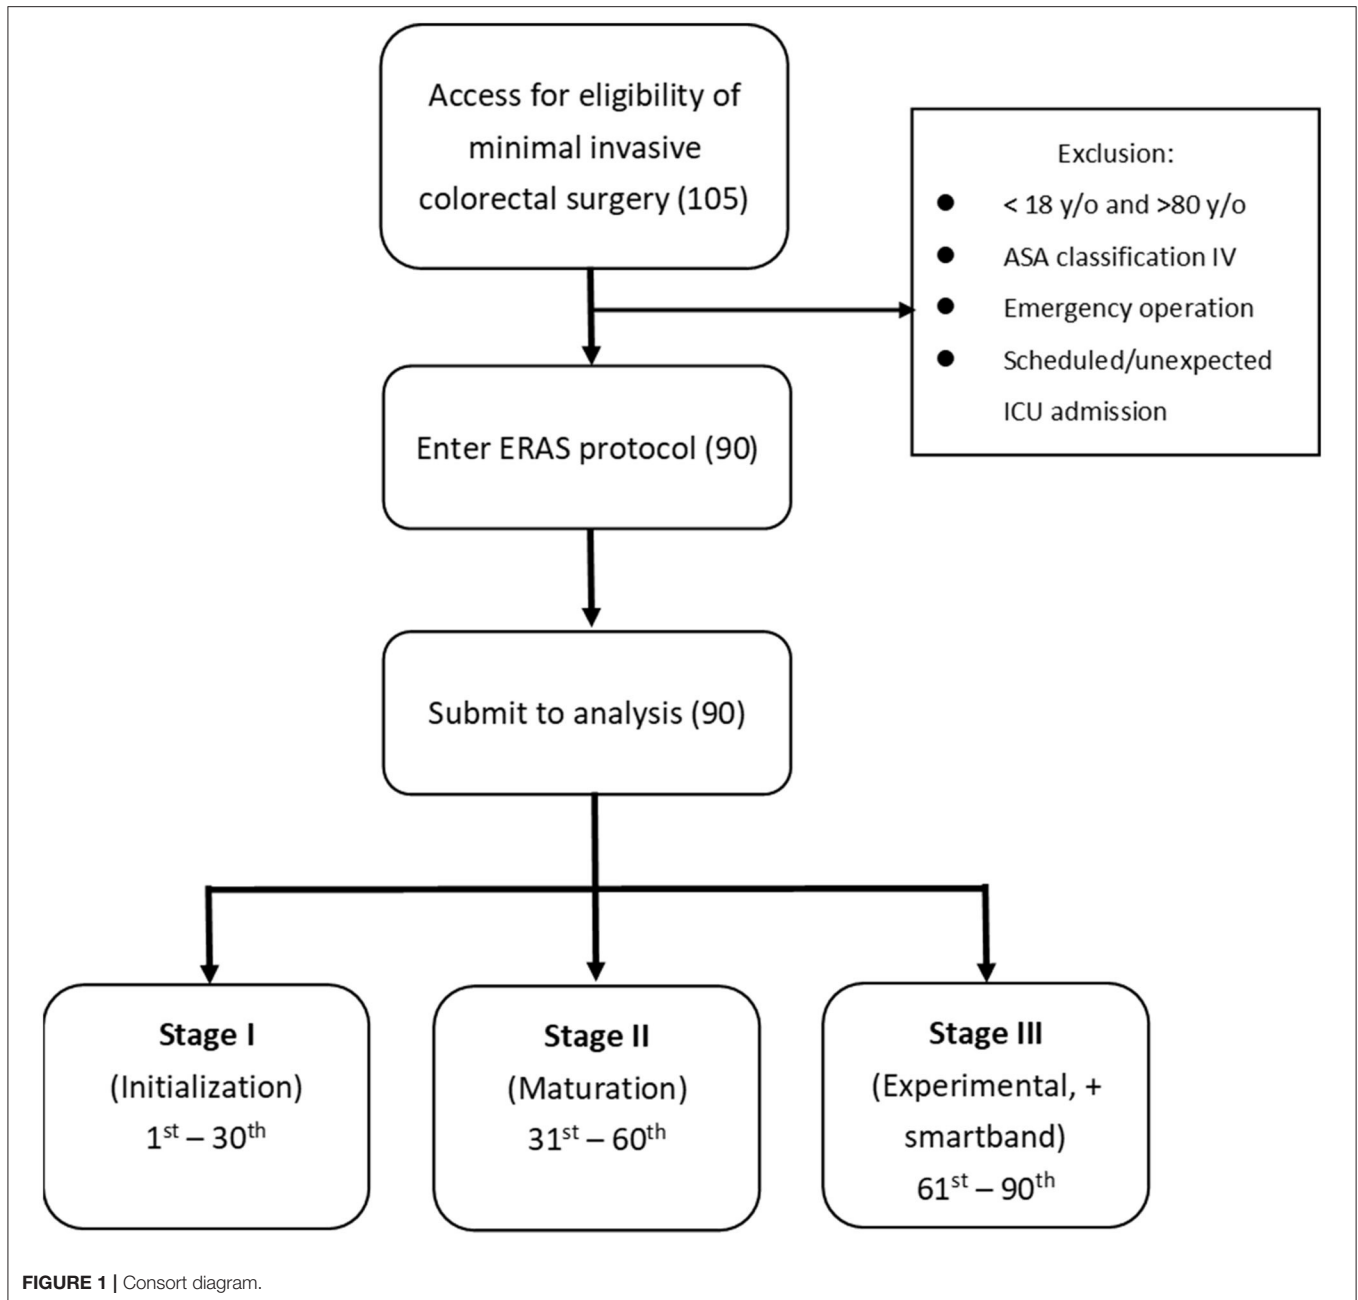 Access for eligibility of
minimal invasive
colorectal surgery (105)
Exclusion:
● < 18 y/o and >80 y/o
● ASA classification IV
● Emergency operation
● Scheduled/unexpected
ICU admission
Enter ERAS protocol (90)
Submit to analysis (90)
Stage I
(Initialization)
1st – 30th
Stage II
(Maturation)
31st – 60th
Stage III
(Experimental, +
smartband)
61st – 90th
FIGURE 1 | Consort diagram.